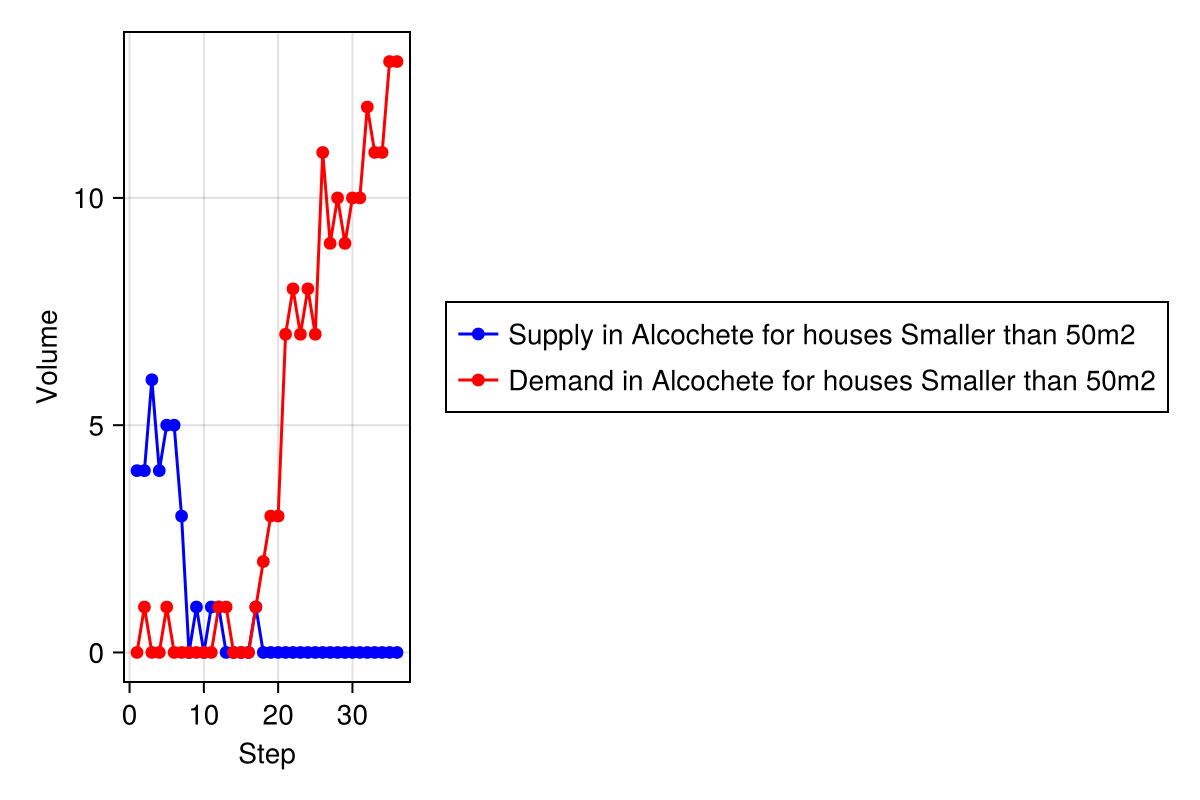 Volume
10
5
0
0 10 20 30
Step
Supply in Alcochete for houses Smaller than 50m2
Demand in Alcochete for houses Smaller than 50m2